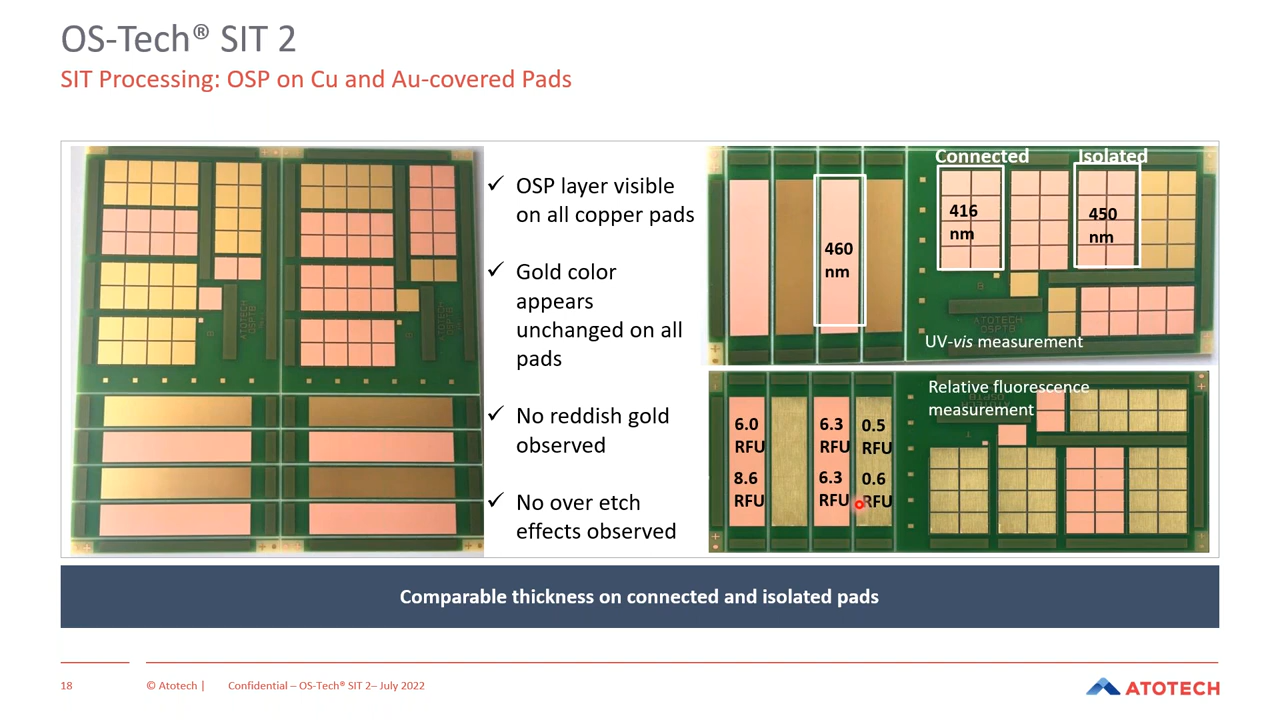 OS-Tech® SIT 2
SIT Processing: OSP on Cu and Au-covered Pads
✓ OSP layer visible
on all copper pads
✓ Gold color
appears
unchanged on all
pads
✓ No reddish gold
observed
✓ No over etch
effects observed
ATOTECH
OSPTB
Connected
Isolated
460
nm
416
nm
450
nm
ATOTECH
OSPTB
UV-vis measurement
Relative fluorescence
measurement
6.0
RFU
8.6
RFU
6.3
RFU
6.3
RFU
0.5
RFU
0.6
RFU
Comparable thickness on connected and isolated pads
18
© Atotech |
Confidential – OS-Tech® SIT 2– July 2022
ATOTECH